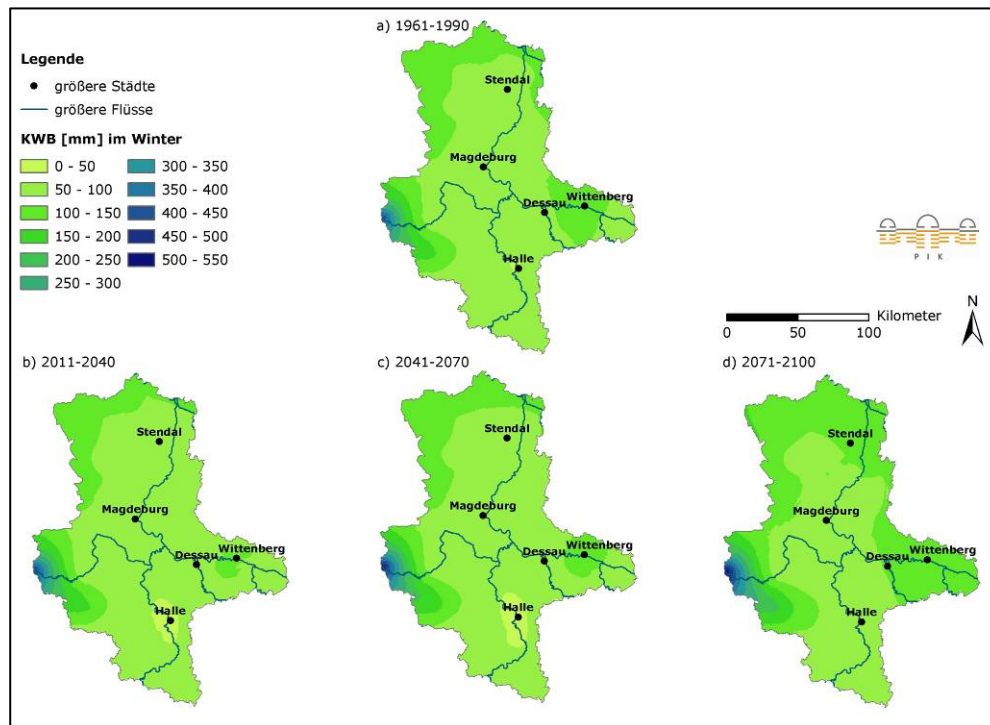 a) 1961-1990
Legende
größere Städte
größere Flüsse
KWB [mm] im Winter
0 - 50
50 - 100
100 - 150
150 - 200
200 - 250
250 - 300
300 - 350
350 - 400
400 - 450
450 - 500
500 - 550
Stendal
Magdeburg
Dessau
Wittenberg
Halle
P I K
Kilometer
0 50 100
N
b) 2011-2040
Stendal
Magdeburg
Dessau
Wittenberg
Halle
c) 2041-2070
Stendal
Magdeburg
Dessau
Wittenberg
Halle
d) 2071-2100
Stendal
Magdeburg
Dessau
Wittenberg
Halle